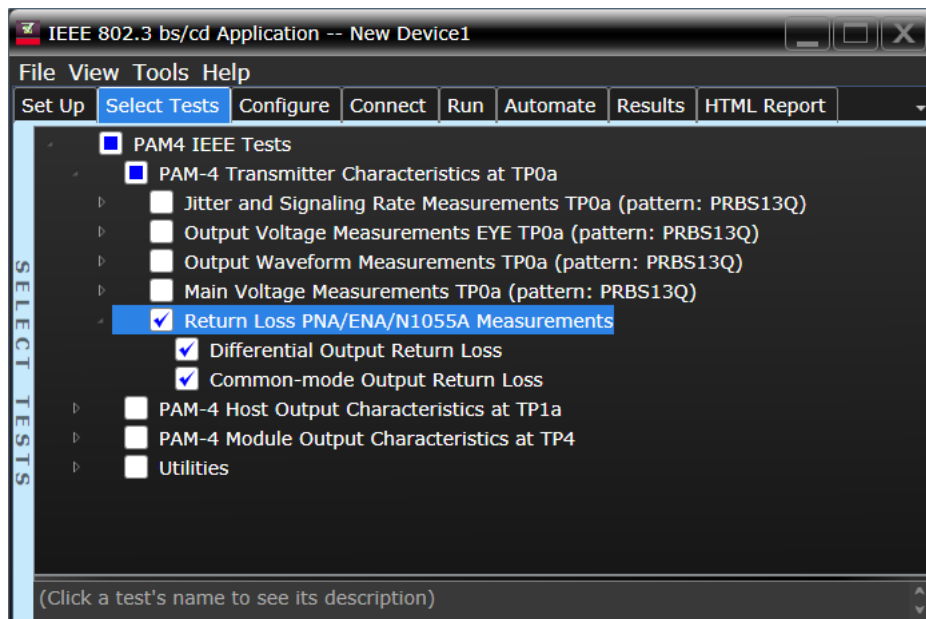 IEEE 802.3 bs/cd Application -- New Device1
File View Tools Help
Set Up Select Tests Configure Connect Run Automate Results HTML Report
SELECT TESTS
PAM4 IEEE Tests
PAM-4 Transmitter Characteristics at TP0a
Jitter and Signaling Rate Measurements TP0a (pattern: PRBS13Q)
Output Voltage Measurements EYE TP0a (pattern: PRBS13Q)
Output Waveform Measurements TP0a (pattern: PRBS13Q)
Main Voltage Measurements TP0a (pattern: PRBS13Q)
Return Loss PNA/ENA/N1055A Measurements
Differential Output Return Loss
Common-mode Output Return Loss
PAM-4 Host Output Characteristics at TP1a
PAM-4 Module Output Characteristics at TP4
Utilities
(Click a test's name to see its description)